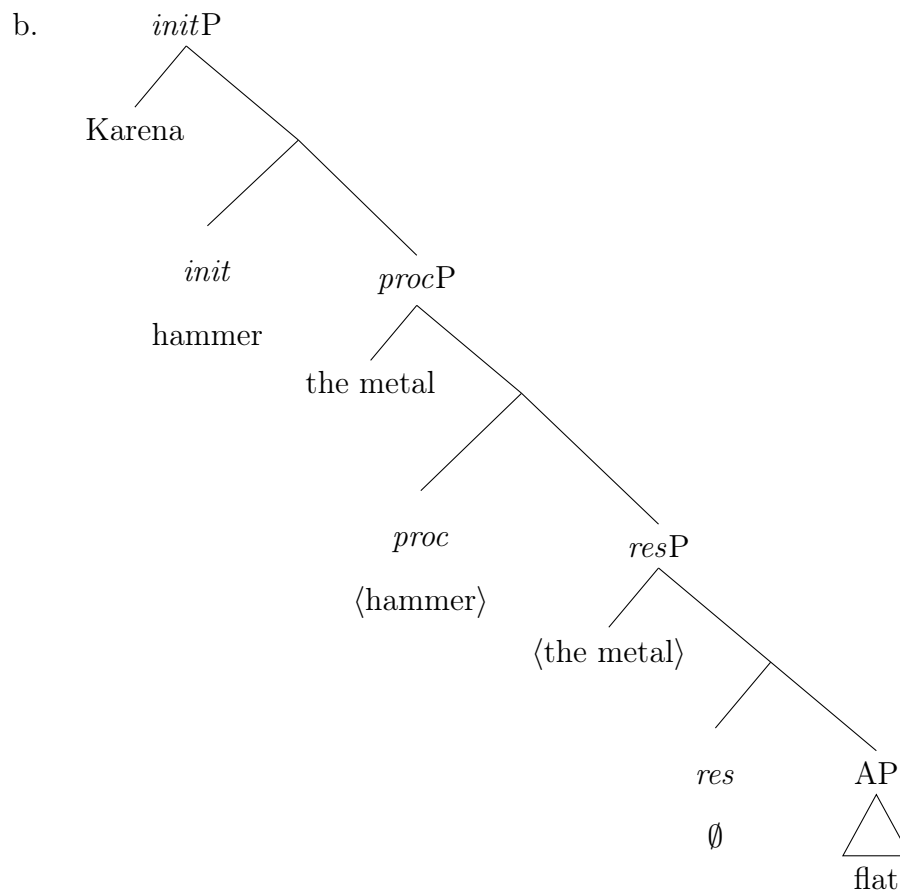 b. initP
Karena
init procP
hammer
the metal
proc resP
⟨hammer⟩
⟨the metal⟩
res AP
∅
flat